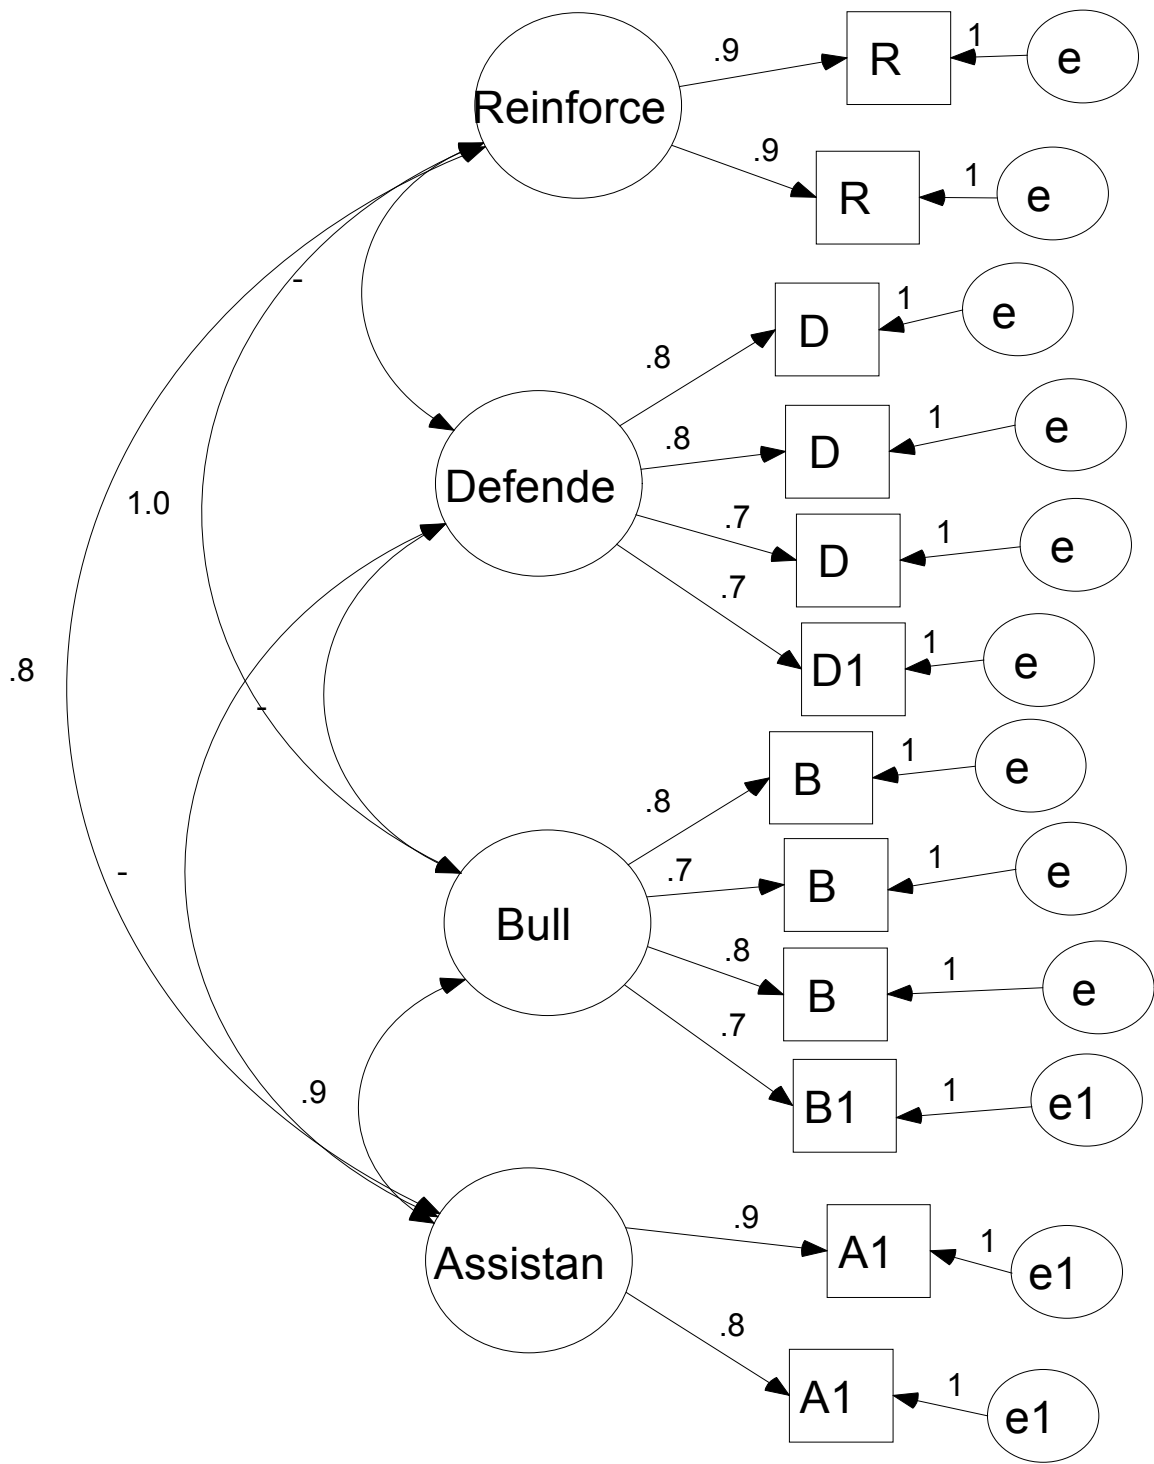 .9
R
1
e
Reinforce
.9
R
1
e
-
.8
D
1
e
.8
D
1
e
Defende
1.0
.7
D
1
e
.7
D1
1
e
.8
-
.8
B
1
e
.7
B
1
e
-
Bull
.8
B
1
e
.7
B1
1
e1
.9
.9
A1
1
e1
Assistan
.8
A1
1
e1